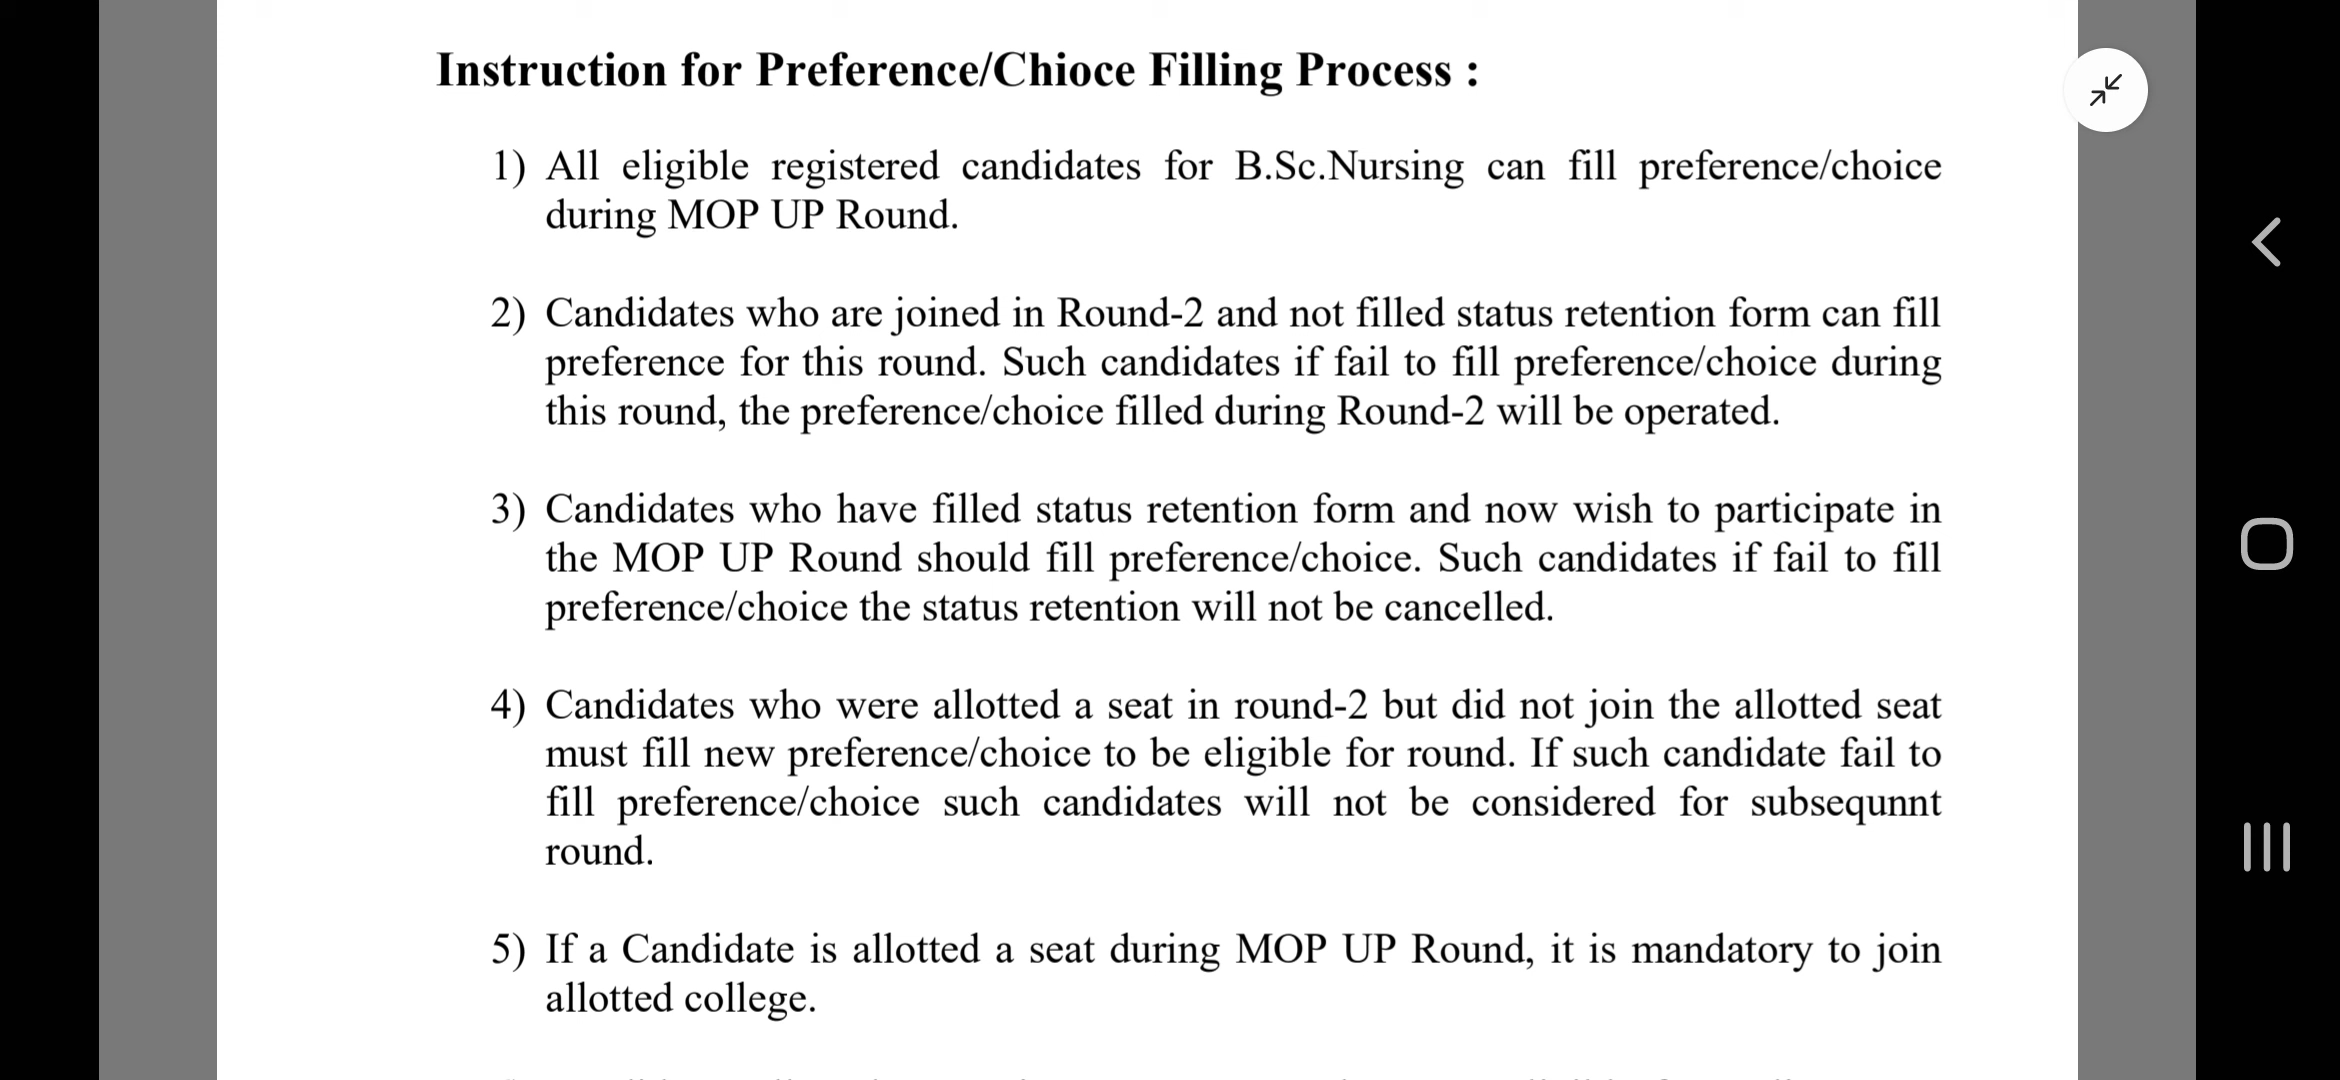 Instruction for Preference/Chioce Filling Process :
1) All eligible registered candidates for B.Sc.Nursing can fill preference/choice
during MOP UP Round.
2) Candidates who are joined in Round-2 and not filled status retention form can fill
preference for this round. Such candidates if fail to fill preference/choice during
this round, the preference/choice filled during Round-2 will be operated.
3) Candidates who have filled status retention form and now wish to participate in
the MOP UP Round should fill preference/choice. Such candidates if fail to fill
preference/choice the status retention will not be cancelled.
4) Candidates who were allotted a seat in round-2 but did not join the allotted seat
must fill new preference/choice to be eligible for round. If such candidate fail to
fill preference/choice such candidates will not be considered for subsequnnt
round.
5) If a Candidate is allotted a seat during MOP UP Round, it is mandatory to join
allotted college.